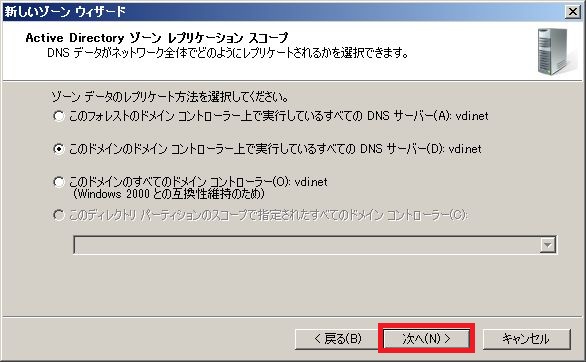 新しいゾーン ウィザード
Active Directory ゾーン レプリケーション スコープ
DNS データがネットワーク全体でどのようにレプリケートされるかを選択できます。
ゾーン データのレプリケート方法を選択してください。
このフォレストのドメイン コントローラー上で実行しているすべての DNS サーバー(A): vdi.net
このドメインのドメイン コントローラー上で実行しているすべての DNS サーバー(D): vdi.net
このドメインのすべてのドメイン コントローラー(O): vdi.net
(Windows 2000 との互換性維持のため)
このディレクトリ パーティションのスコープで指定されたすべてのドメイン コントローラー(C):
< 戻る(B)
次へ(N) >
キャンセル